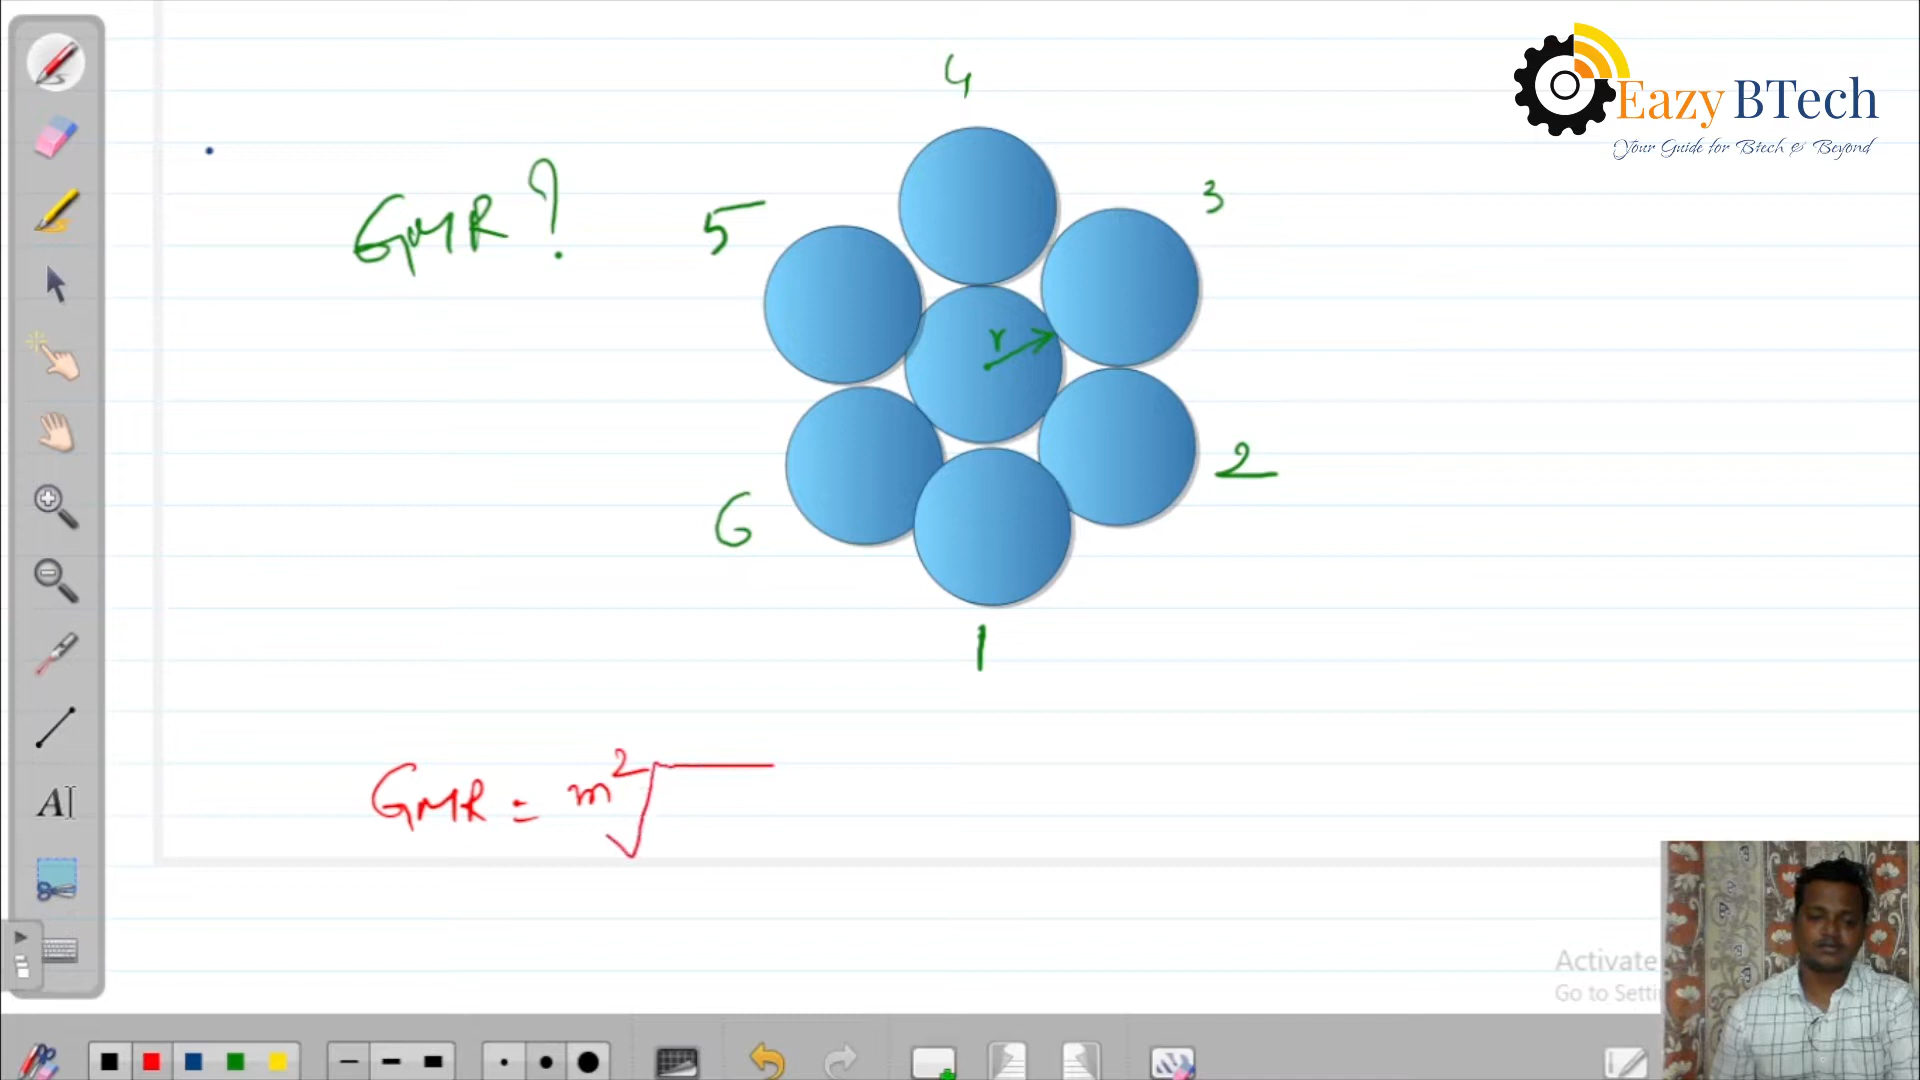 Eazy BTech
Your Guide for Btech & Beyond
4
3
GMR ?
5
r
2
6
1
GMR = m²√
AI
Activate
Go to Setti